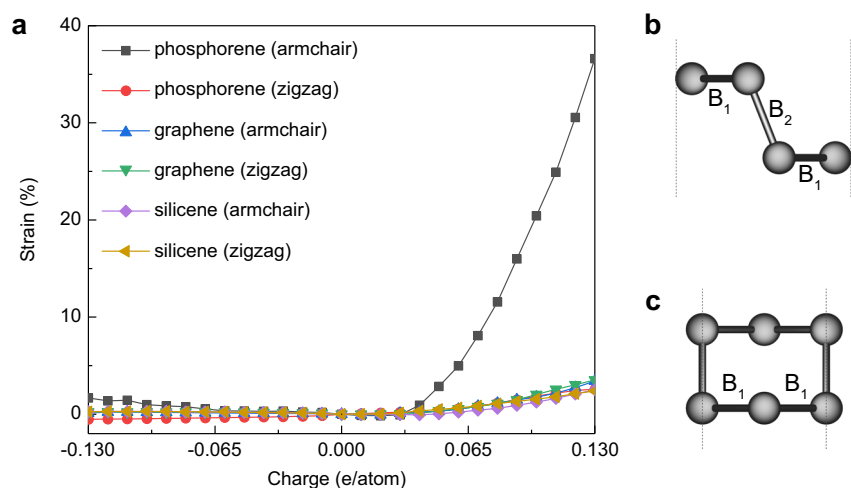 a
40
30
20
10
0
Strain (%)
phosphorene (armchair)
phosphorene (zigzag)
graphene (armchair)
graphene (zigzag)
silicene (armchair)
silicene (zigzag)
-0.130 -0.065 0.000 0.065 0.130
Charge (e/atom)
b
B1
B2
B1
c
B1 B1